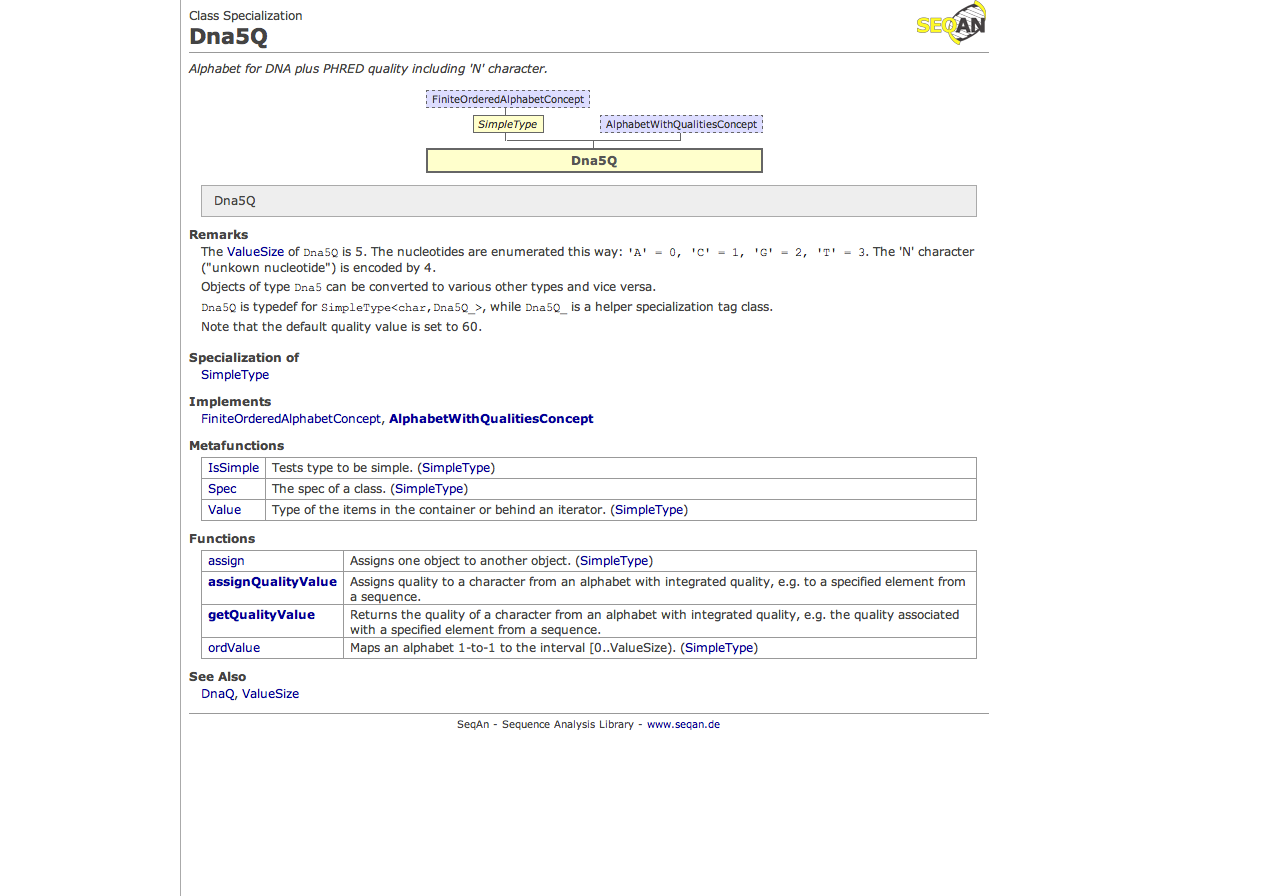 Class Specialization
Dna5Q
SEQAN
Alphabet for DNA plus PHRED quality including 'N' character.
FiniteOrderedAlphabetConcept
SimpleType
AlphabetWithQualitiesConcept
Dna5Q
Dna5Q
Remarks
The ValueSize of Dna5Q is 5. The nucleotides are enumerated this way: 'A' = 0, 'C' = 1, 'G' = 2, 'T' = 3. The 'N' character
("unkown nucleotide") is encoded by 4.
Objects of type Dna5 can be converted to various other types and vice versa.
Dna5Q is typedef for SimpleType<char,Dna5Q_>, while Dna5Q_ is a helper specialization tag class.
Note that the default quality value is set to 60.
Specialization of
SimpleType
Implements
FiniteOrderedAlphabetConcept, AlphabetWithQualitiesConcept
Metafunctions
IsSimple Tests type to be simple. (SimpleType)
Spec The spec of a class. (SimpleType)
Value Type of the items in the container or behind an iterator. (SimpleType)
Functions
assign Assigns one object to another object. (SimpleType)
assignQualityValue Assigns quality to a character from an alphabet with integrated quality, e.g. to a specified element from
a sequence.
getQualityValue Returns the quality of a character from an alphabet with integrated quality, e.g. the quality associated
with a specified element from a sequence.
ordValue Maps an alphabet 1-to-1 to the interval [0..ValueSize). (SimpleType)
See Also
DnaQ, ValueSize
SeqAn - Sequence Analysis Library - www.seqan.de